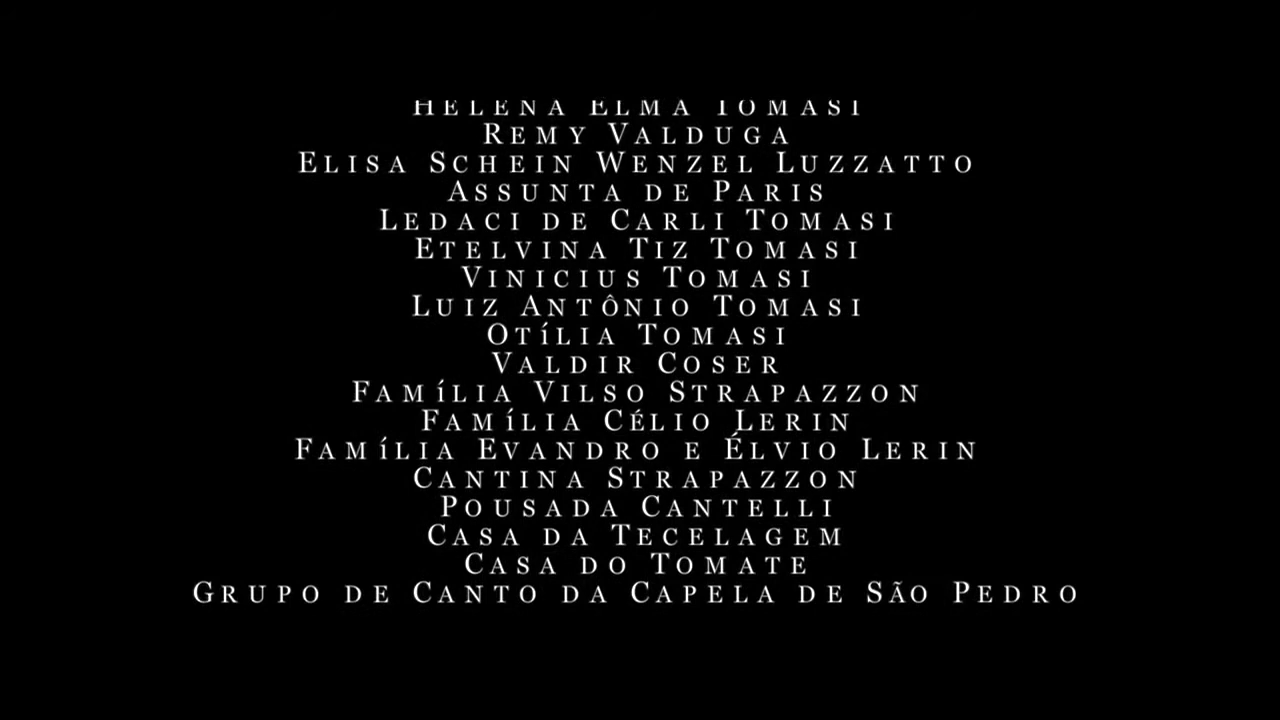 HELENA ELMA TOMASI
REMY VALDUGA
ELISA SCHEIN WENZEL LUZZATTO
ASSUNTA DE PARIS
LEDACI DE CARLI TOMASI
ETELVINA TIZ TOMASI
VINICIUS TOMASI
LUIZ ANTÔNIO TOMASI
OTÍLIA TOMASI
VALDIR COSER
FAMÍLIA VILSO STRAPAZZON
FAMÍLIA CÉLIO LERIN
FAMÍLIA EVANDRO E ÉLVIO LERIN
CANTINA STRAPAZZON
POUSADA CANTELLI
CASA DA TECELAGEM
CASA DO TOMATE
GRUPO DE CANTO DA CAPELA DE SÃO PEDRO